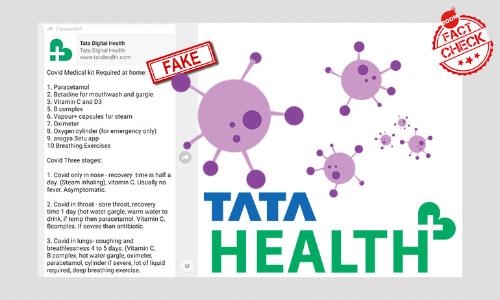 Forwarded
Tata Digital Health
Tata Digital Health
www.tatahealth.com
Covid Medical kit Required at home:
1. Paracetamol
2. Betadine for mouthwash and gargle
3. Vitamin C and D3
5. B complex
6. Vapour+ capsules for steam
7. Oximeter
8. Oxygen cylinder (for emergency only)
9. arogya Setu app
10. Breathing Exercises
Covid Three stages:
1. Covid only in nose - recovery time is half a
day. (Steam inhaling), vitamin C. Usually no
fever. Asymptomatic.
2. Covid in throat - sore throat, recovery
time 1 day (hot water gargle, warm water to
drink, if temp then paracetamol. Vitamin C,
Bcomplex. If severe than antibiotic.
3. Covid in lungs- coughing and
breathlessness 4 to 5 days. (Vitamin C,
B complex, hot water gargle, oximeter,
paracetamol, cylinder if severe, lot of liquid
required, deep breathing exercise.
FAKE
TATA
HEALTH
BOOM
FACT
CHECK